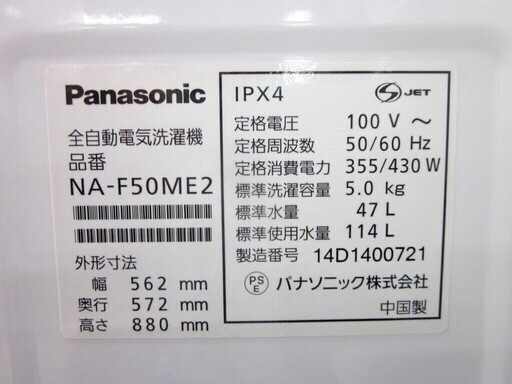 Panasonic
全自動電気洗濯機
品番
NA-F50ME2
外形寸法
幅 562 mm
奥行 572 mm
高さ 880 mm
IPX4
S JET
定格電圧 100 V ～
定格周波数 50/60 Hz
定格消費電力 355/430 W
標準洗濯容量 5.0 kg
標準水量 47 L
標準使用水量 114 L
製造番号 14D1400721
PS E パナソニック株式会社
中国製